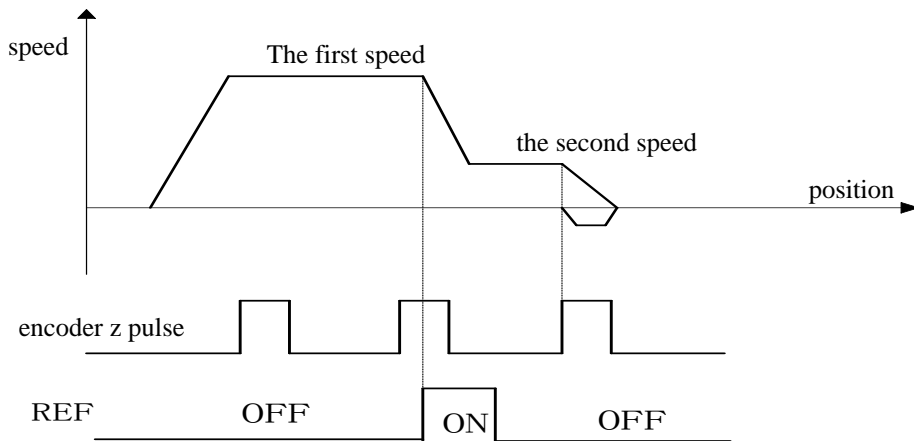 speed
The first speed
the second speed
position
encoder z pulse
REF
OFF
ON
OFF